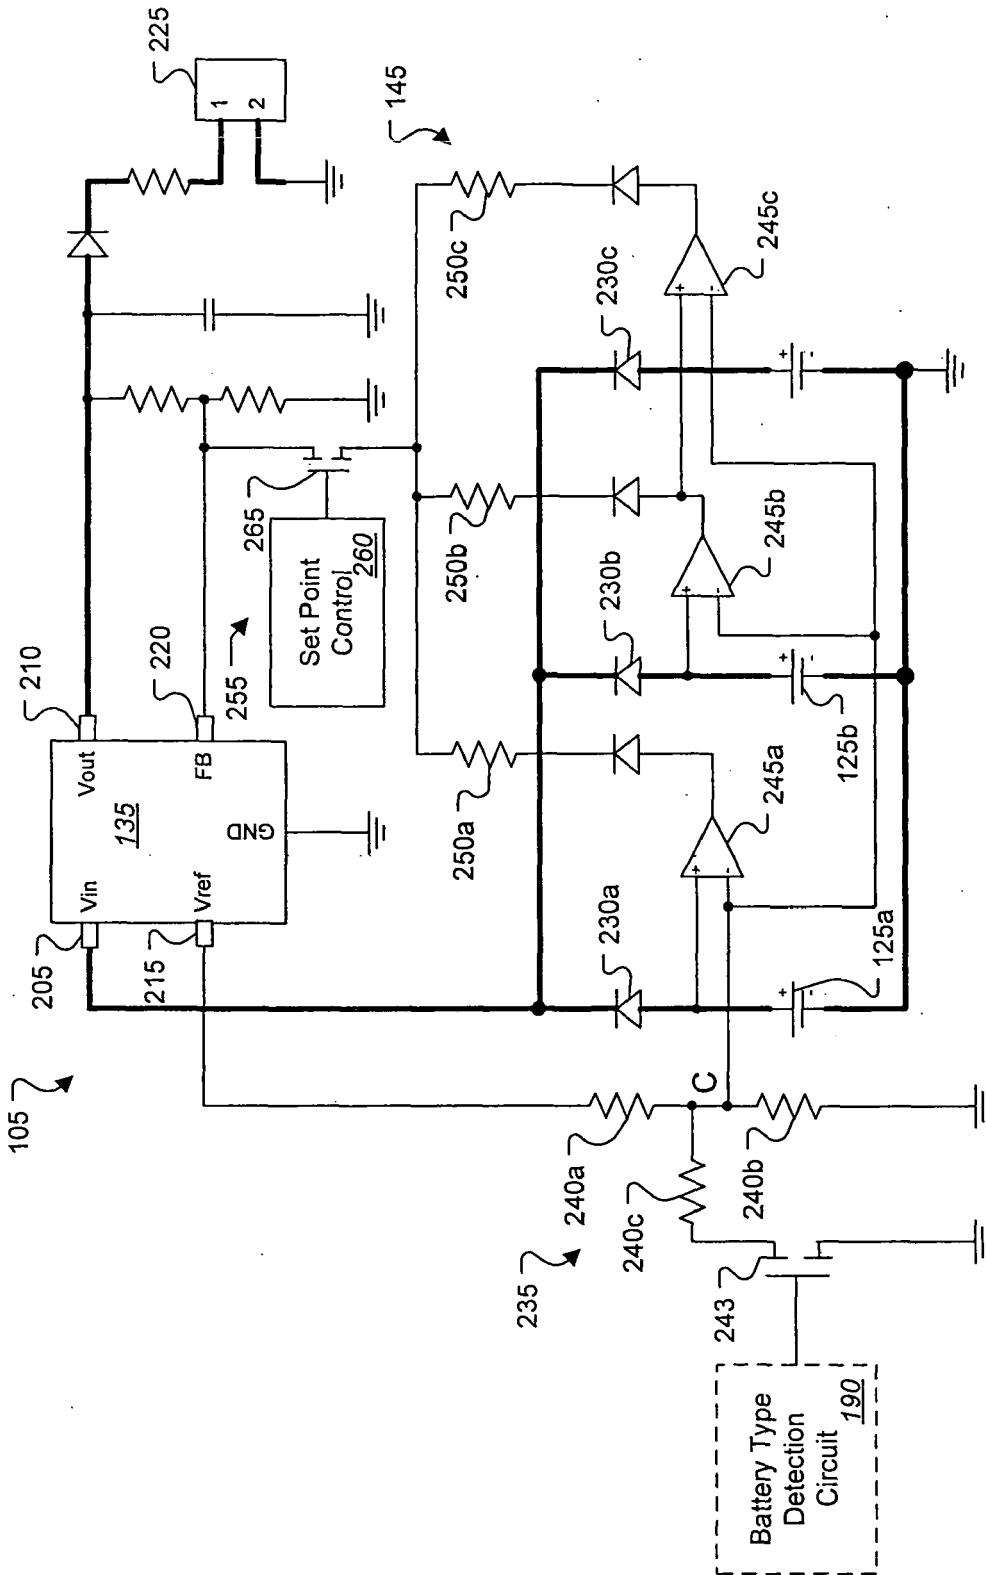 105
205
Vin
135
Vout
210
215
Vref
GND
FB
220
225
1
2
255
Set Point
Control
260
265
145
250a
250b
250c
235
240a
C
240c
240b
243
230a
230b
230c
+
-
245a
+
-
245b
+
-
245c
+
-
125a
+
-
125b
+
-
Battery Type
Detection
Circuit
190